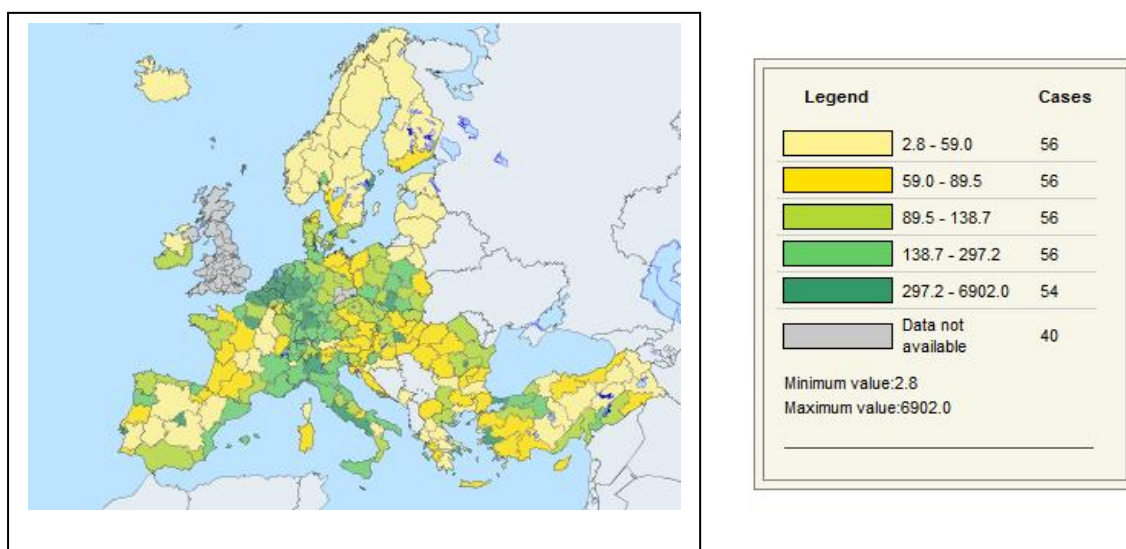 Legend Cases
2.8 - 59.0 56
59.0 - 89.5 56
89.5 - 138.7 56
138.7 - 297.2 56
297.2 - 6902.0 54
Data not
available 40
Minimum value:2.8
Maximum value:6902.0